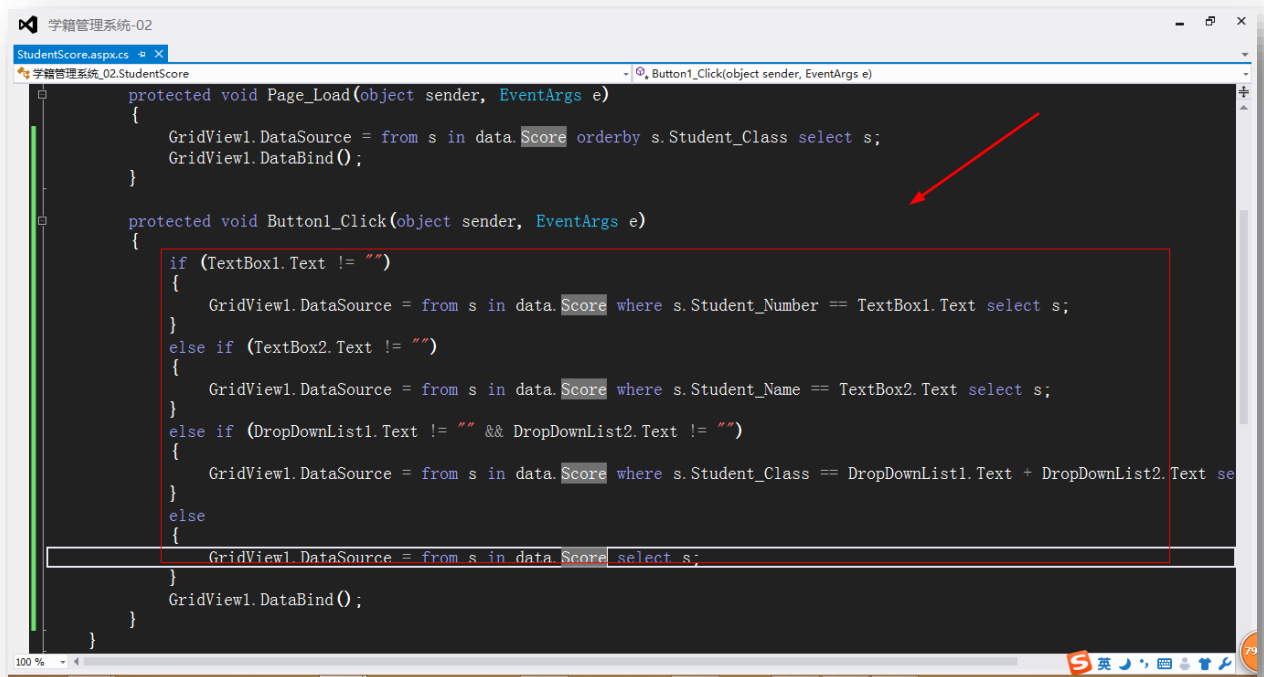 学籍管理系统-02
StudentScore.aspx.cs
学籍管理系统_02.StudentScore
Button1_Click(object sender, EventArgs e)
protected void Page_Load(object sender, EventArgs e)
{
GridView1.DataSource = from s in data.Score orderby s.Student_Class select s;
GridView1.DataBind();
}
protected void Button1_Click(object sender, EventArgs e)
{
if (TextBox1.Text != "")
{
GridView1.DataSource = from s in data.Score where s.Student_Number == TextBox1.Text select s;
}
else if (TextBox2.Text != "")
{
GridView1.DataSource = from s in data.Score where s.Student_Name == TextBox2.Text select s;
}
else if (DropDownList1.Text != "" && DropDownList2.Text != "")
{
GridView1.DataSource = from s in data.Score where s.Student_Class == DropDownList1.Text + DropDownList2.Text se
}
else
{
GridView1.DataSource = from s in data.Score select s;
}
GridView1.DataBind();
}
}
100 %
S 英
79